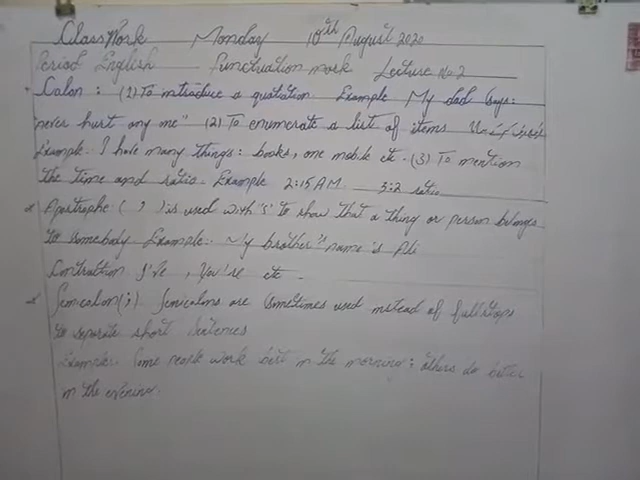 Class Work Monday 10th August 2020
Period English Punctuation mark Lecture No. 2
Colon : (1) To introduce a quotation Example My dad says:
"never hurt any me" (2) To enumerate a list of items
Example. I have many things: books, one mobile etc. (3) To mention
the time and ratio. Example 2:15 AM 3:2 ratio
Apostrophe ( ' ) is used with 's' to show that a thing or person belongs
to somebody Example. My brother's name is Ali
Contraction I've, You're etc.
Semicolon (;) Semicolons are sometimes used instead of full stops
to separate short sentences
Example. Some people work best in the morning; others do better
in the evening.